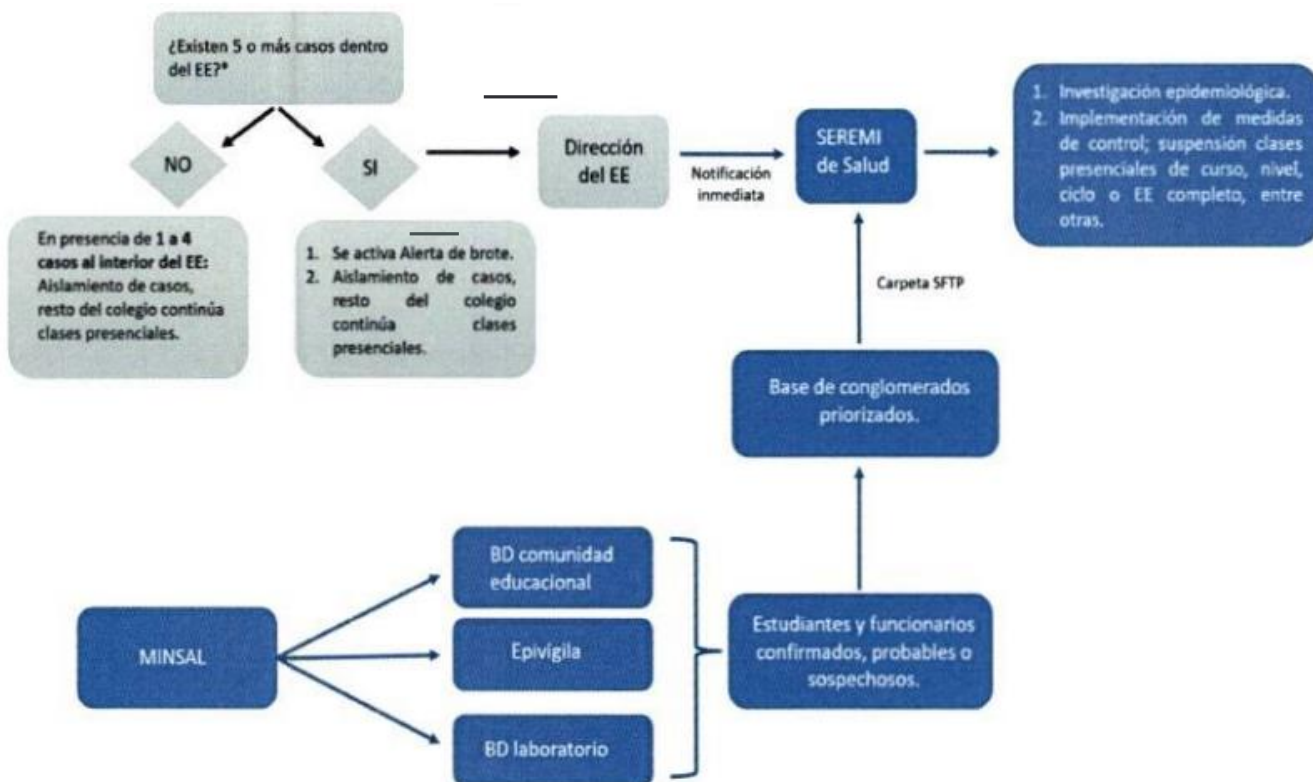 ¿Existen 5 o más casos dentro
del EE?*
NO
SI
En presencia de 1 a 4
casos al interior del EE:
Aislamiento de casos,
resto del colegio continúa
clases presenciales.
1. Se activa Alerta de brote.
2. Aislamiento de casos,
resto del colegio
continúa clases
presenciales.
Dirección
del EE
Notificación
inmediata
SEREMI
de Salud
1. Investigación epidemiológica.
2. Implementación de medidas
de control; suspensión clases
presenciales de curso, nivel,
ciclo o EE completo, entre
otras.
Carpeta SFTP
Base de conglomerados
priorizados.
MINSAL
BD comunidad
educacional
Epivigila
BD laboratorio
Estudiantes y funcionarios
confirmados, probables o
sospechosos.